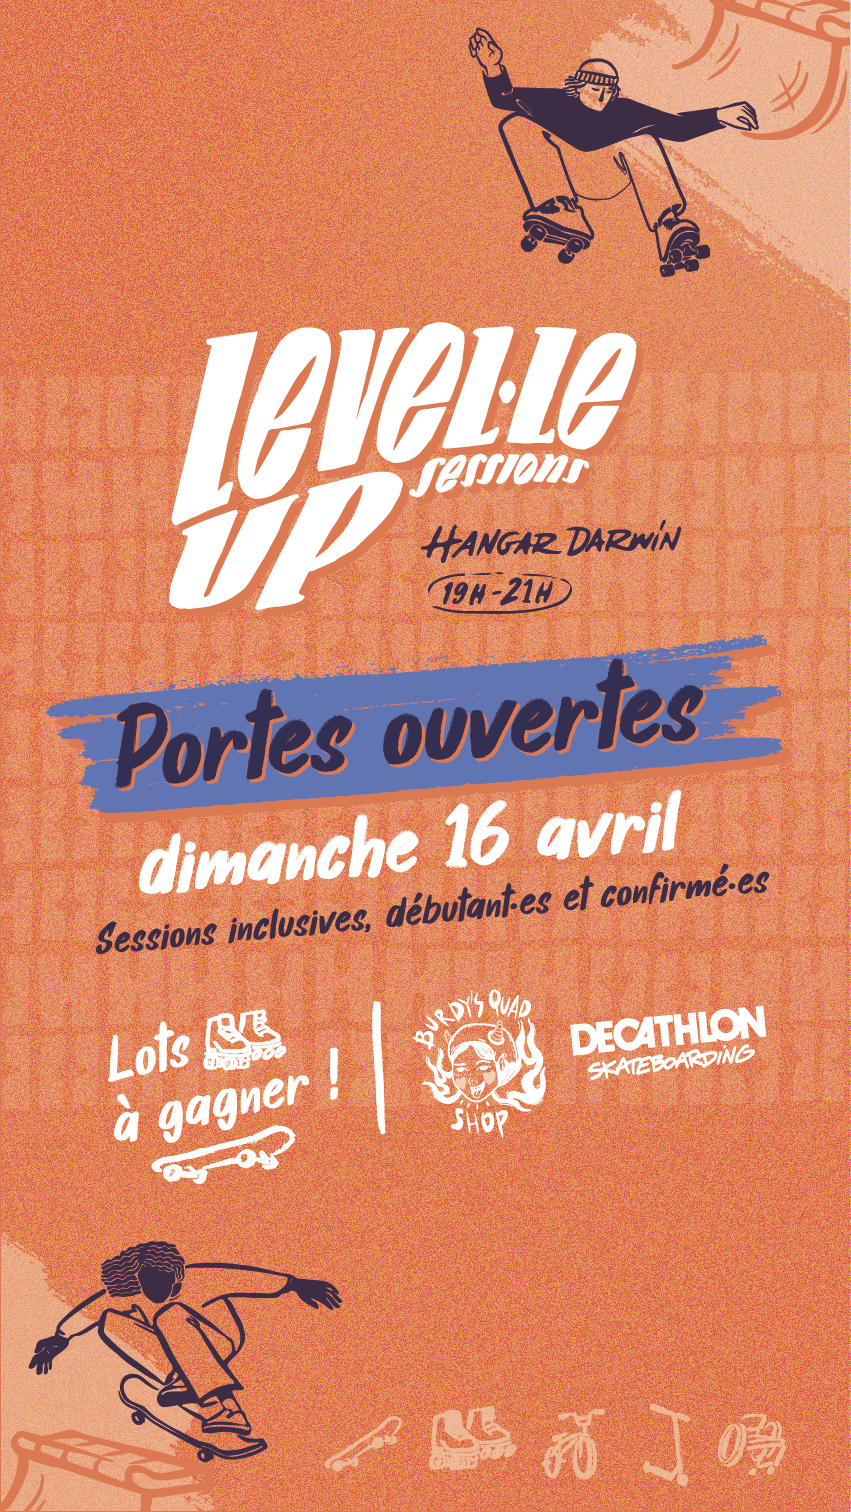 Level·le
sessions
UP
HANGAR DARWIN
19H-21H
Portes ouvertes
dimanche 16 avril
Sessions inclusives, débutant·es et confirmé·es
Lots
à gagner !
BURDY'S QUAD
SHOP
DECATHLON
SKATEBOARDING